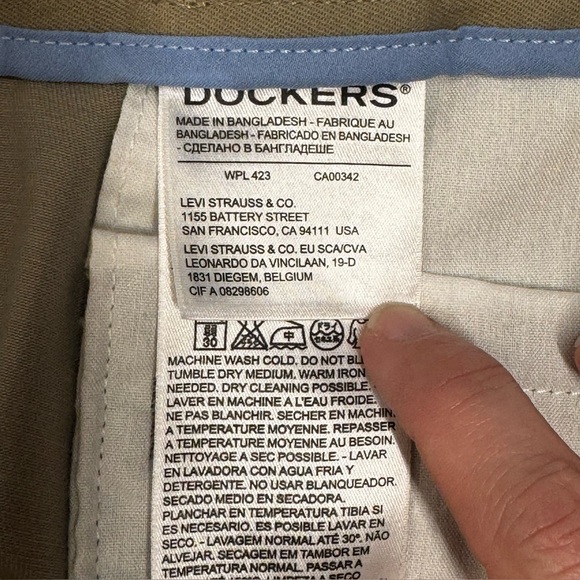 DOCKERS®
MADE IN BANGLADESH - FABRIQUE AU
BANGLADESH - FABRICADO EN BANGLADESH
- СДЕЛАНО В БАНГЛАДЕШЕ
WPL 423 CA00342
LEVI STRAUSS & CO.
1155 BATTERY STREET
SAN FRANCISCO, CA 94111 USA
LEVI STRAUSS & CO. EU SCA/CVA
LEONARDO DA VINCILAAN, 19-D
1831 DIEGEM, BELGIUM
CIF A 08298606
30
MACHINE WASH COLD. DO NOT
TUMBLE DRY MEDIUM. WARM IRON
NEEDED. DRY CLEANING POSSIBLE.
LAVER EN MACHINE A L'EAU FROIDE.
NE PAS BLANCHIR. SECHER EN
A TEMPERATURE MOYENNE. REPASSER
A TEMPERATURE MOYENNE AU BESOIN.
NETTOYAGE A SEC POSSIBLE. - LAVAR
EN LAVADORA CON AGUA FRIA Y
DETERGENTE. NO USAR BLANQUEADOR.
SECADO MEDIO EN SECADORA.
PLANCHAR EN TEMPERATURA TIBIA SI
ES NECESARIO. ES POSIBLE LAVAR EN
SECO. - LAVAGEM NORMAL ATÉ 30°. NÃO
ALVEJAR. SECAGEM EM TAMBOR EM
TEMPERATURA NORMAL. PASSAR A